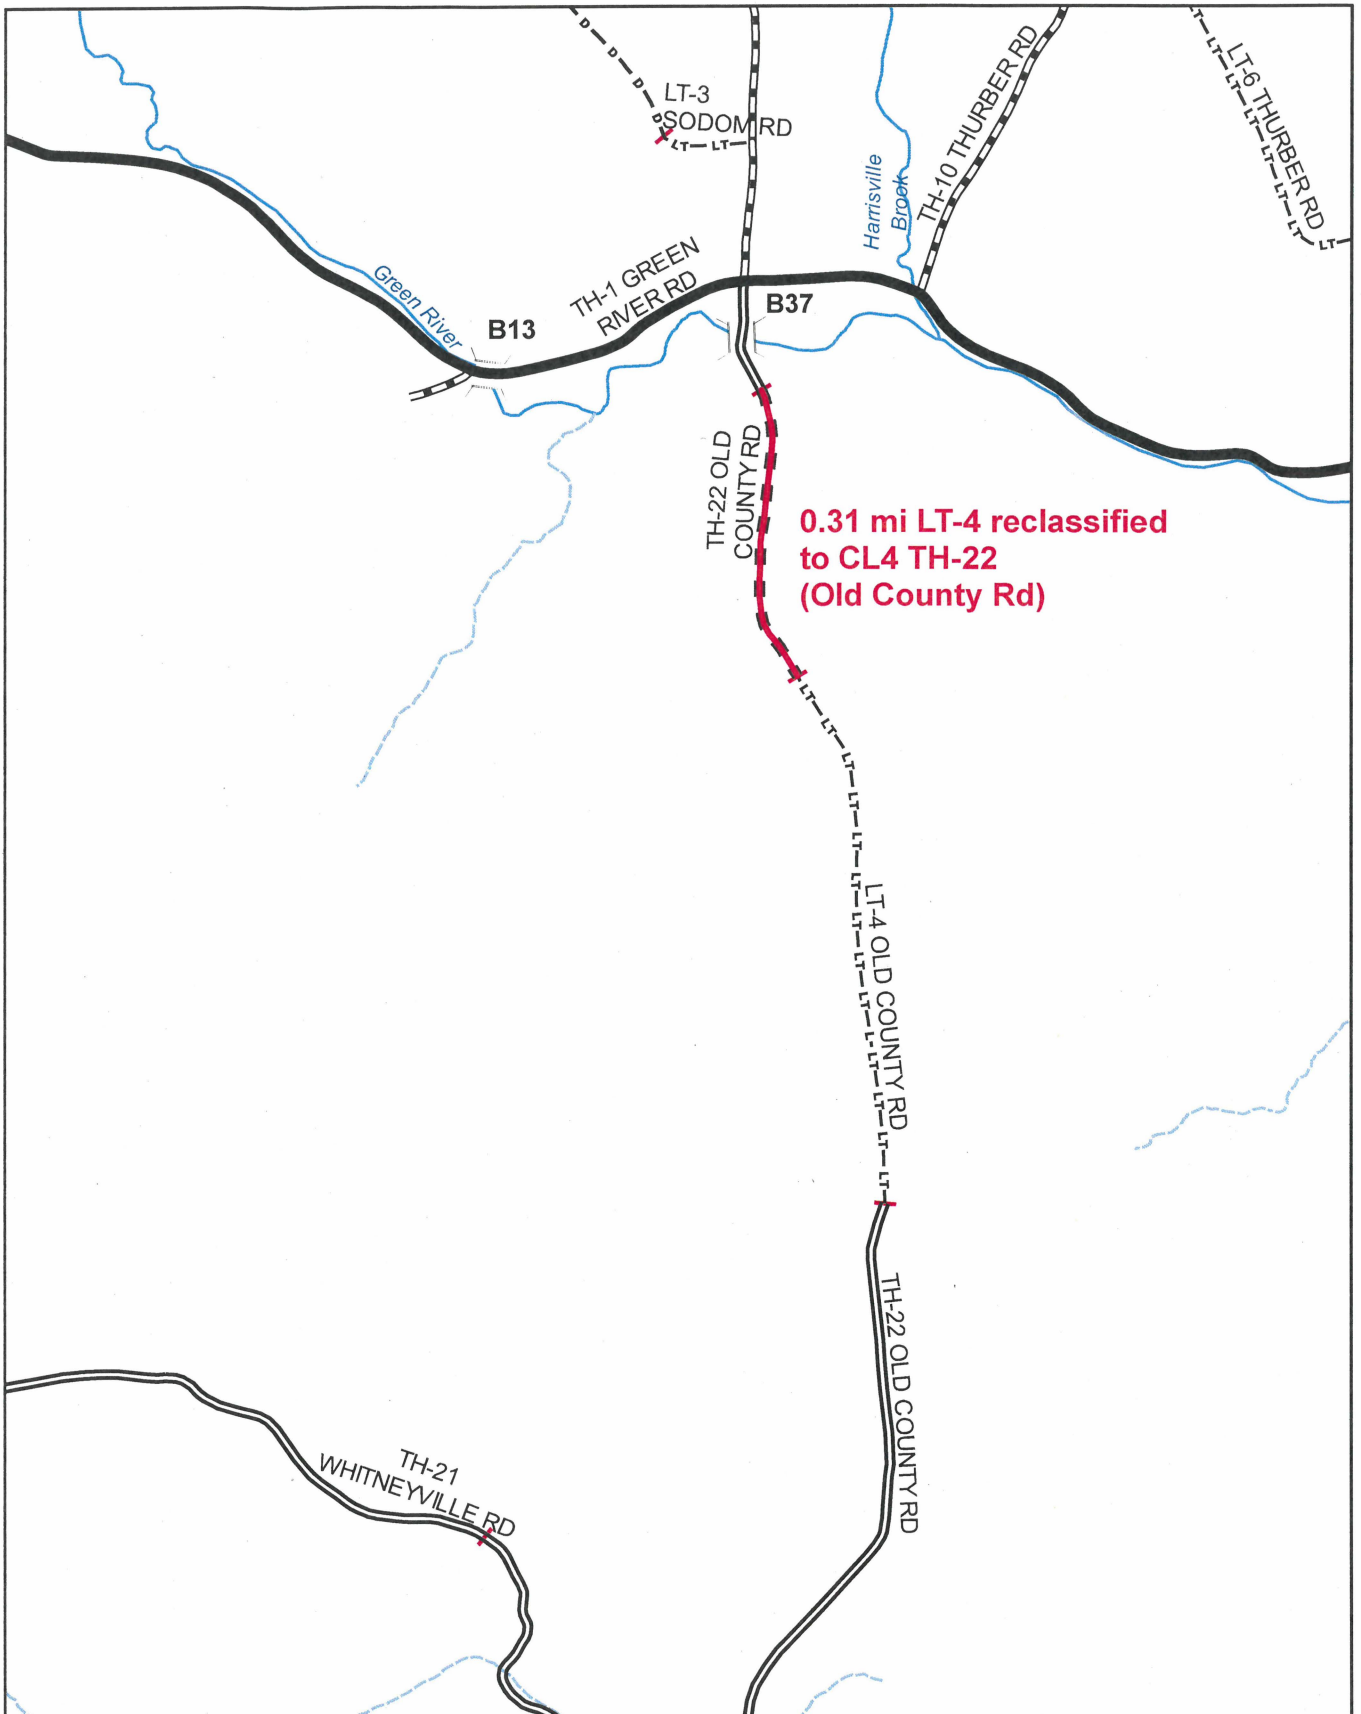 LT-3
SODOM RD
TH-10 THURBER RD
LT-6 THURBER RD
Harrisville
Brook
Green River
TH-1 GREEN
RIVER RD
B13
B37
TH-22 OLD
COUNTY RD
0.31 mi LT-4 reclassified
to CL4 TH-22
(Old County Rd)
LT-4 OLD COUNTY RD
TH-22 OLD COUNTY RD
TH-21
WHITNEYVILLE RD